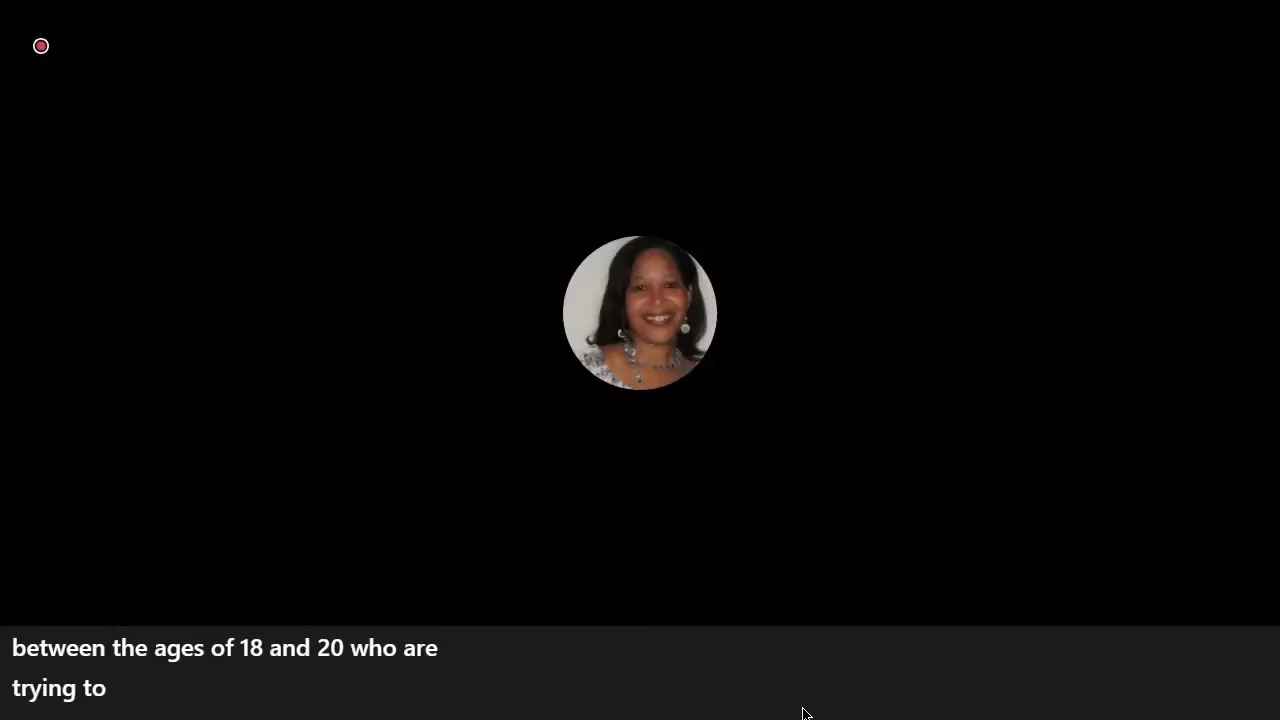 between the ages of 18 and 20 who are
trying to